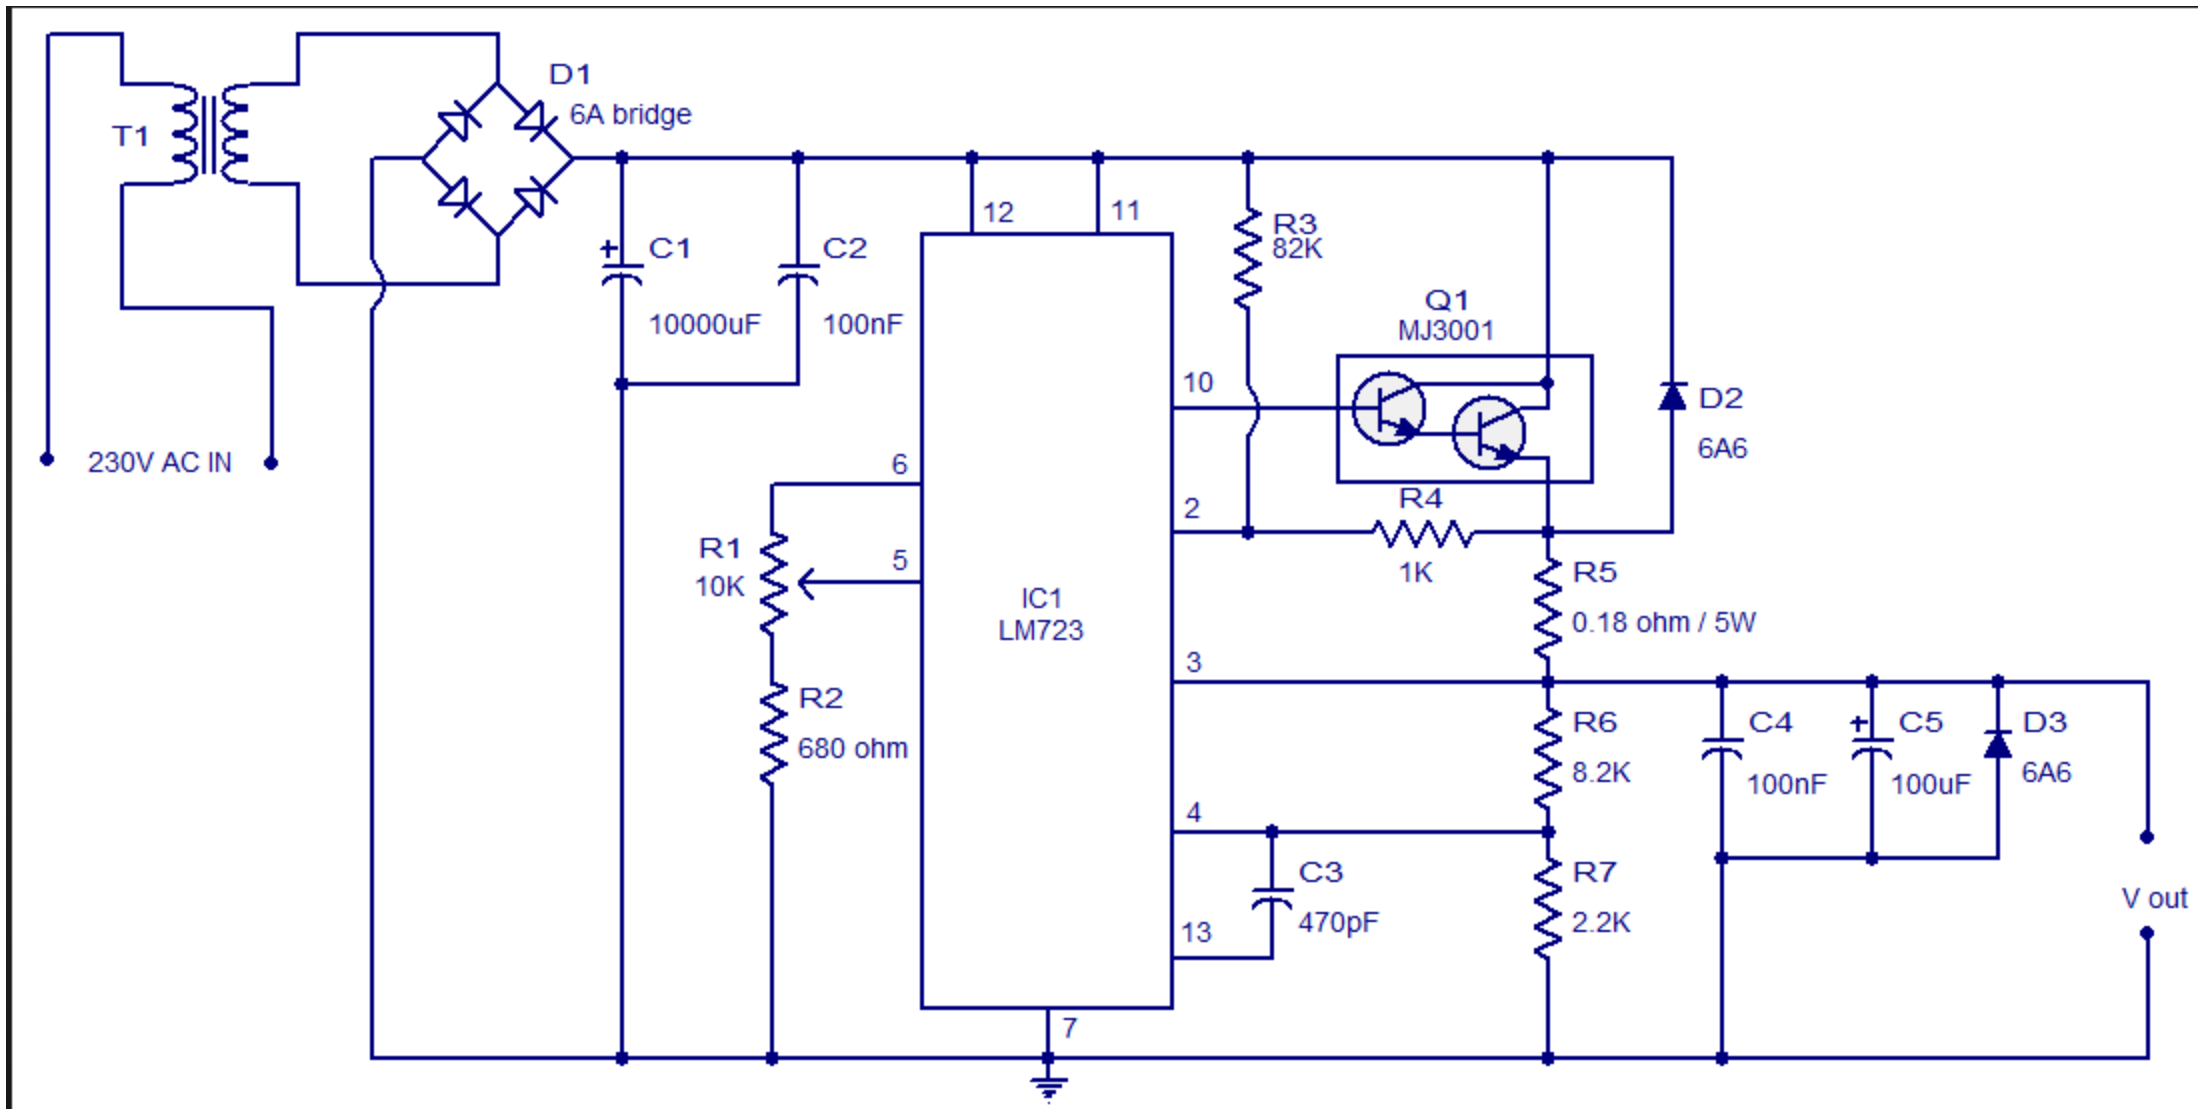 D1
6A bridge
T1
12
11
R3
82K
+
C1
C2
10000uF
100nF
Q1
MJ3001
10
D2
6A6
230V AC IN
6
2
R4
1K
R1
10K
5
IC1
LM723
R5
0.18 ohm / 5W
3
R2
680 ohm
R6
8.2K
C4
100nF
+
C5
100uF
D3
6A6
4
C3
470pF
R7
2.2K
13
V out
7